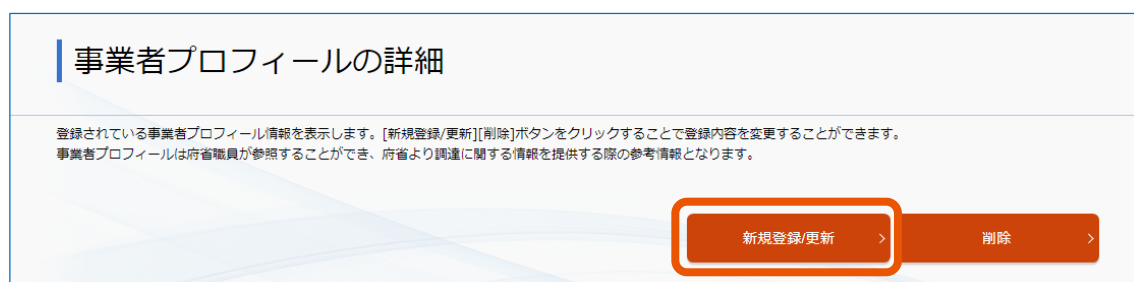 事業者プロフィールの詳細
登録されている事業者プロフィール情報を表示します。[新規登録/更新][削除]ボタンをクリックすることで登録内容を変更することができます。
事業者プロフィールは府省職員が参照することができ、府省より調達に関する情報を提供する際の参考情報となります。
新規登録/更新
削除